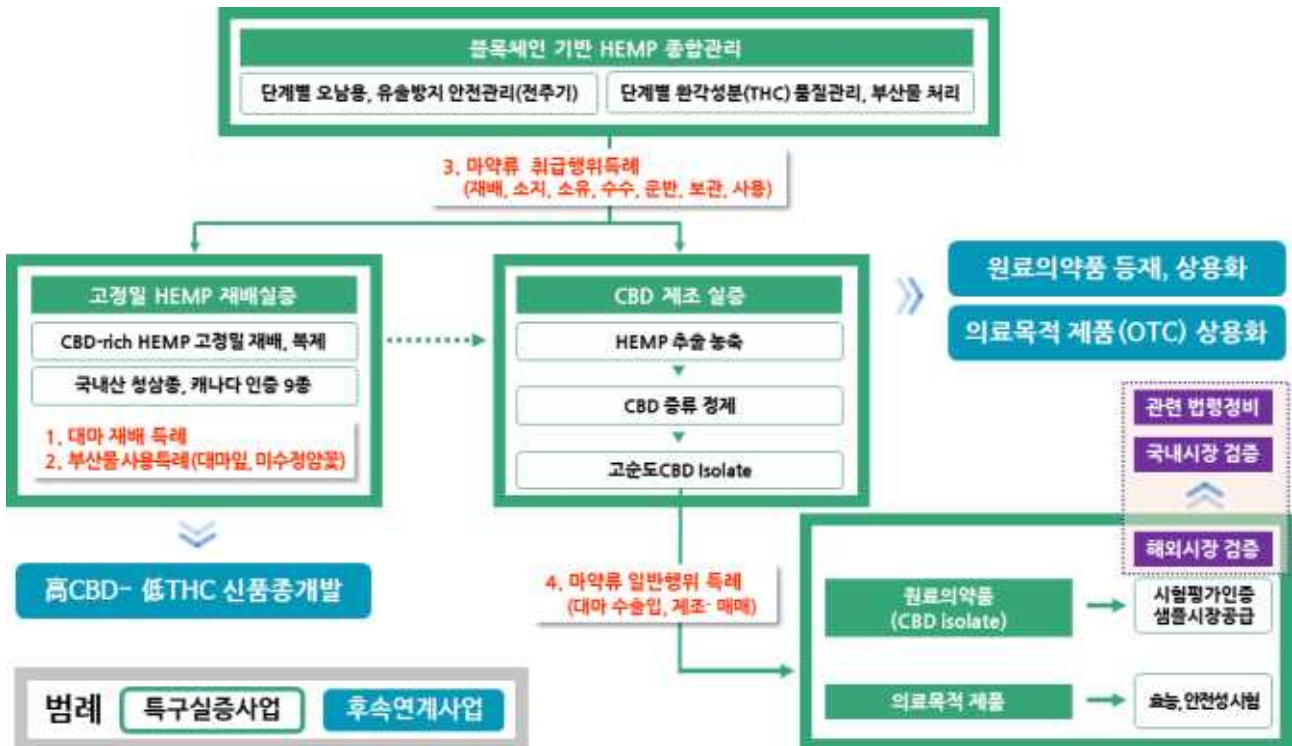 블록체인 기반 HEMP 종합관리
단계별 오남용, 유출방지 안전관리(전주기)
단계별 환각성분(THC) 품질관리, 부산물 처리
3. 마약류 취급행위특례
(재배, 소지, 소유, 수수, 운반, 보관, 사용)
고정밀 HEMP 재배실증
CBD-rich HEMP 고정밀 재배, 복제
국내산 청삼종, 캐나다 인증 9종
1. 대마 재배 특례
2. 부산물사용특례(대마잎, 미수정암꽃)
高CBD- 低THC 신품종개발
CBD 제조 실증
HEMP 추출 농축
CBD 증류 정제
고순도CBD Isolate
원료의약품 등재, 상용화
의료목적 제품(OTC) 상용화
관련 법령정비
국내시장 검증
해외시장 검증
4. 마약류 일반행위 특례
(대마 수출입, 제조· 매매)
원료의약품
(CBD isolate)
시험평가인증
샘플시장공급
의료목적 제품
효능,안전성시험
범례
특구실증사업
후속연계사업